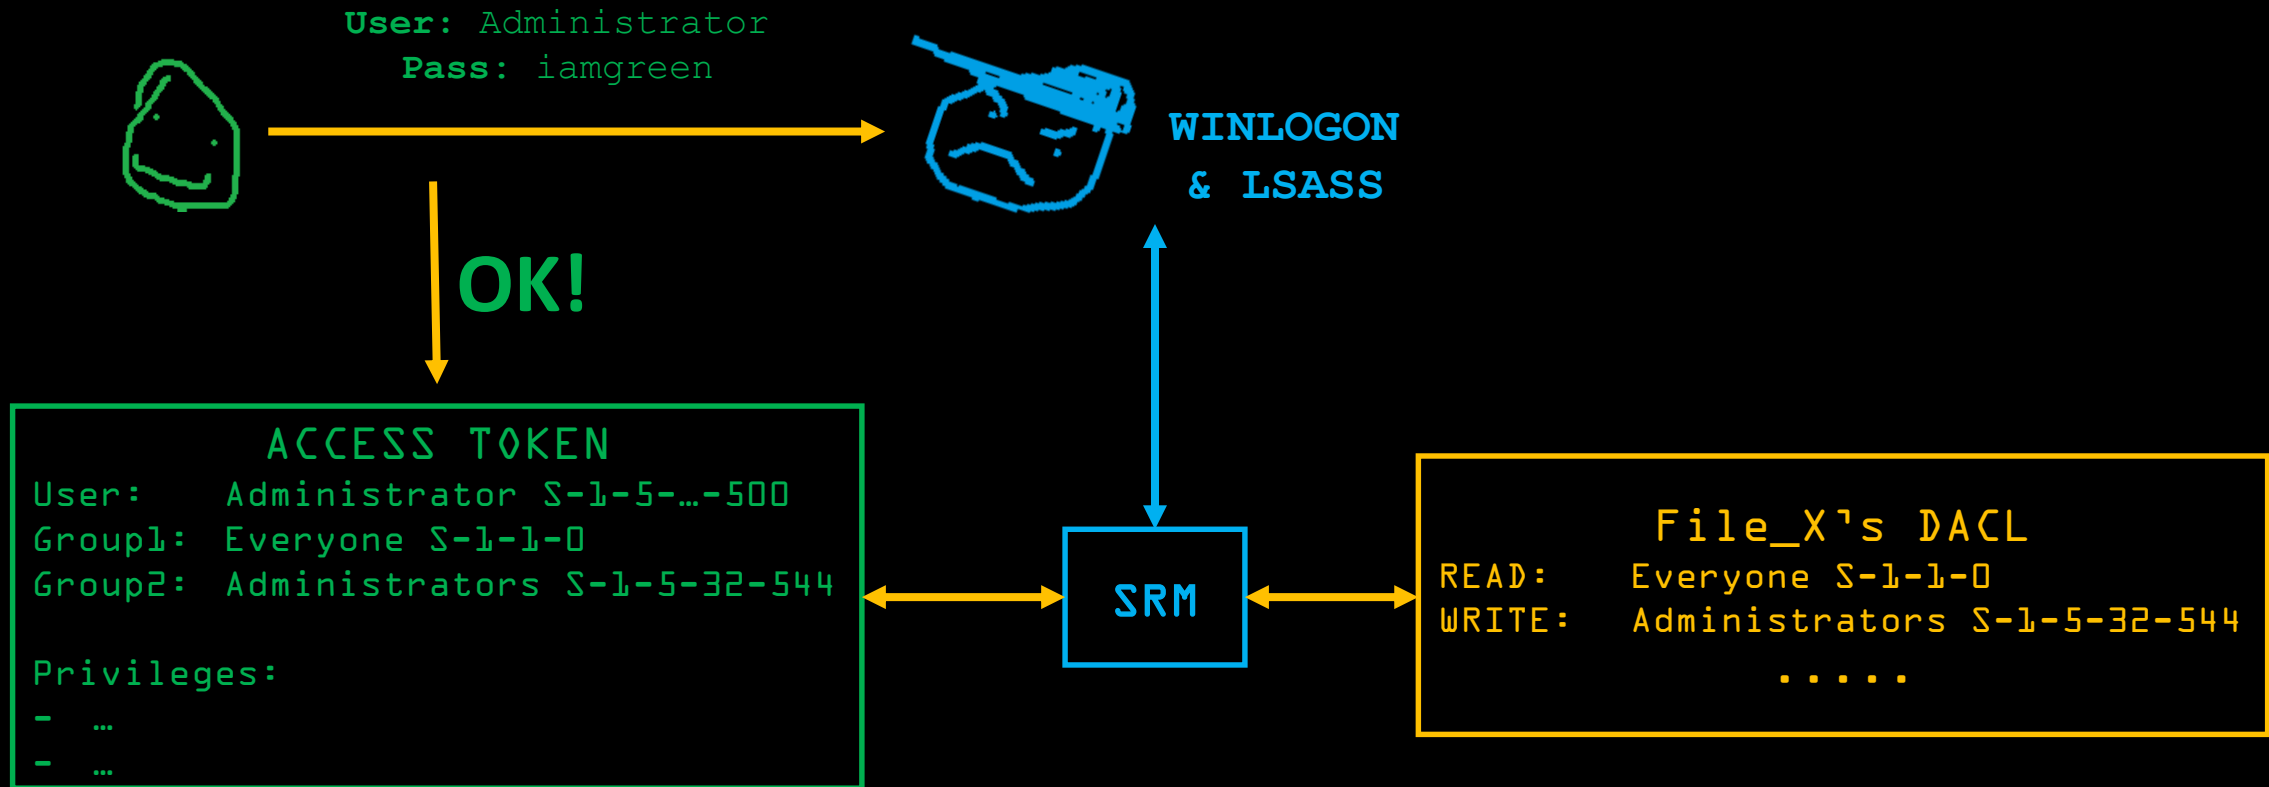 User: Administrator
Pass: iamgreen
WINLOGON
& LSASS
OK!
ACCESS TOKEN
User: Administrator S-1-5-…-500
Group1: Everyone S-1-1-0
Group2: Administrators S-1-5-32-544
Privileges:
- …
- …
SRM
File_X's DACL
READ: Everyone S-1-1-0
WRITE: Administrators S-1-5-32-544
.....